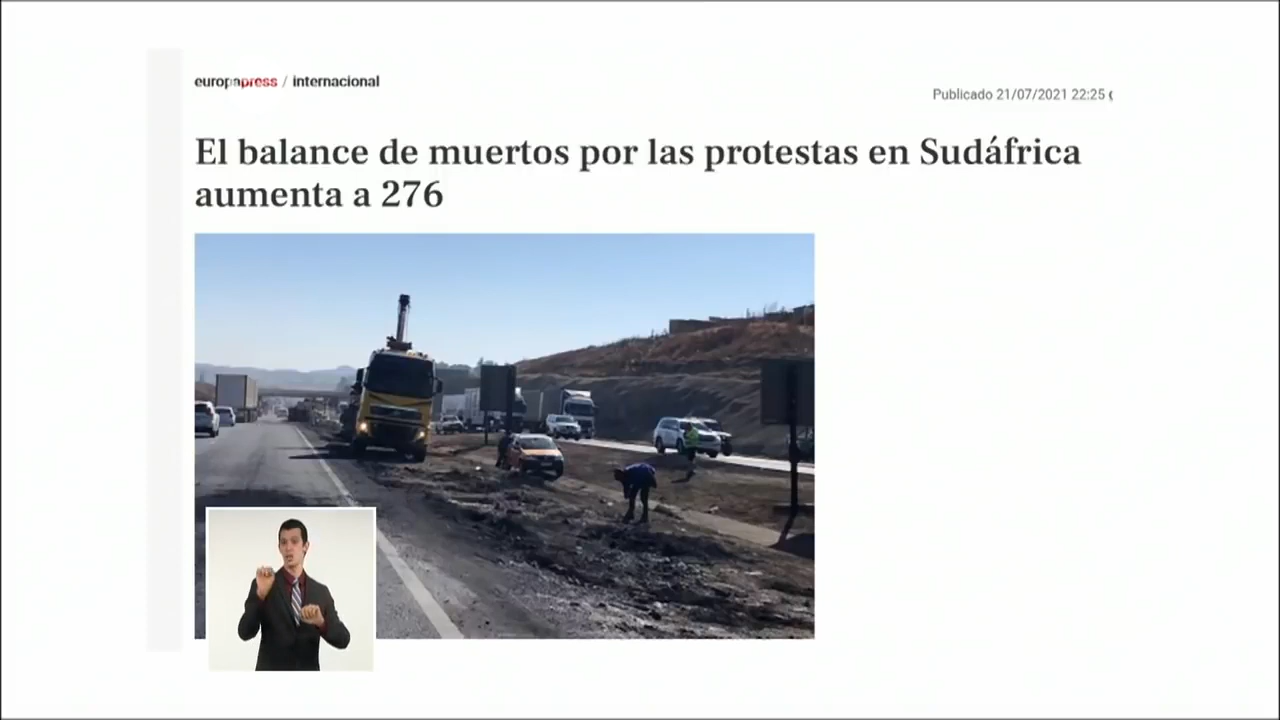 europapress / internacional
Publicado 21/07/2021 22:25
El balance de muertos por las protestas en Sudáfrica
aumenta a 276